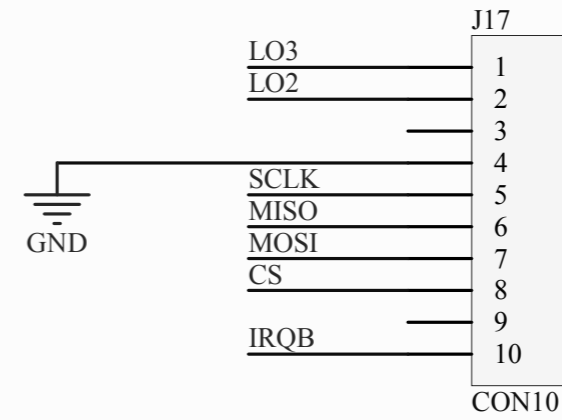 J17
LO3
1
LO2
2
3
4
SCLK
5
GND
MISO
6
MOSI
7
CS
8
9
IRQB
10
CON10